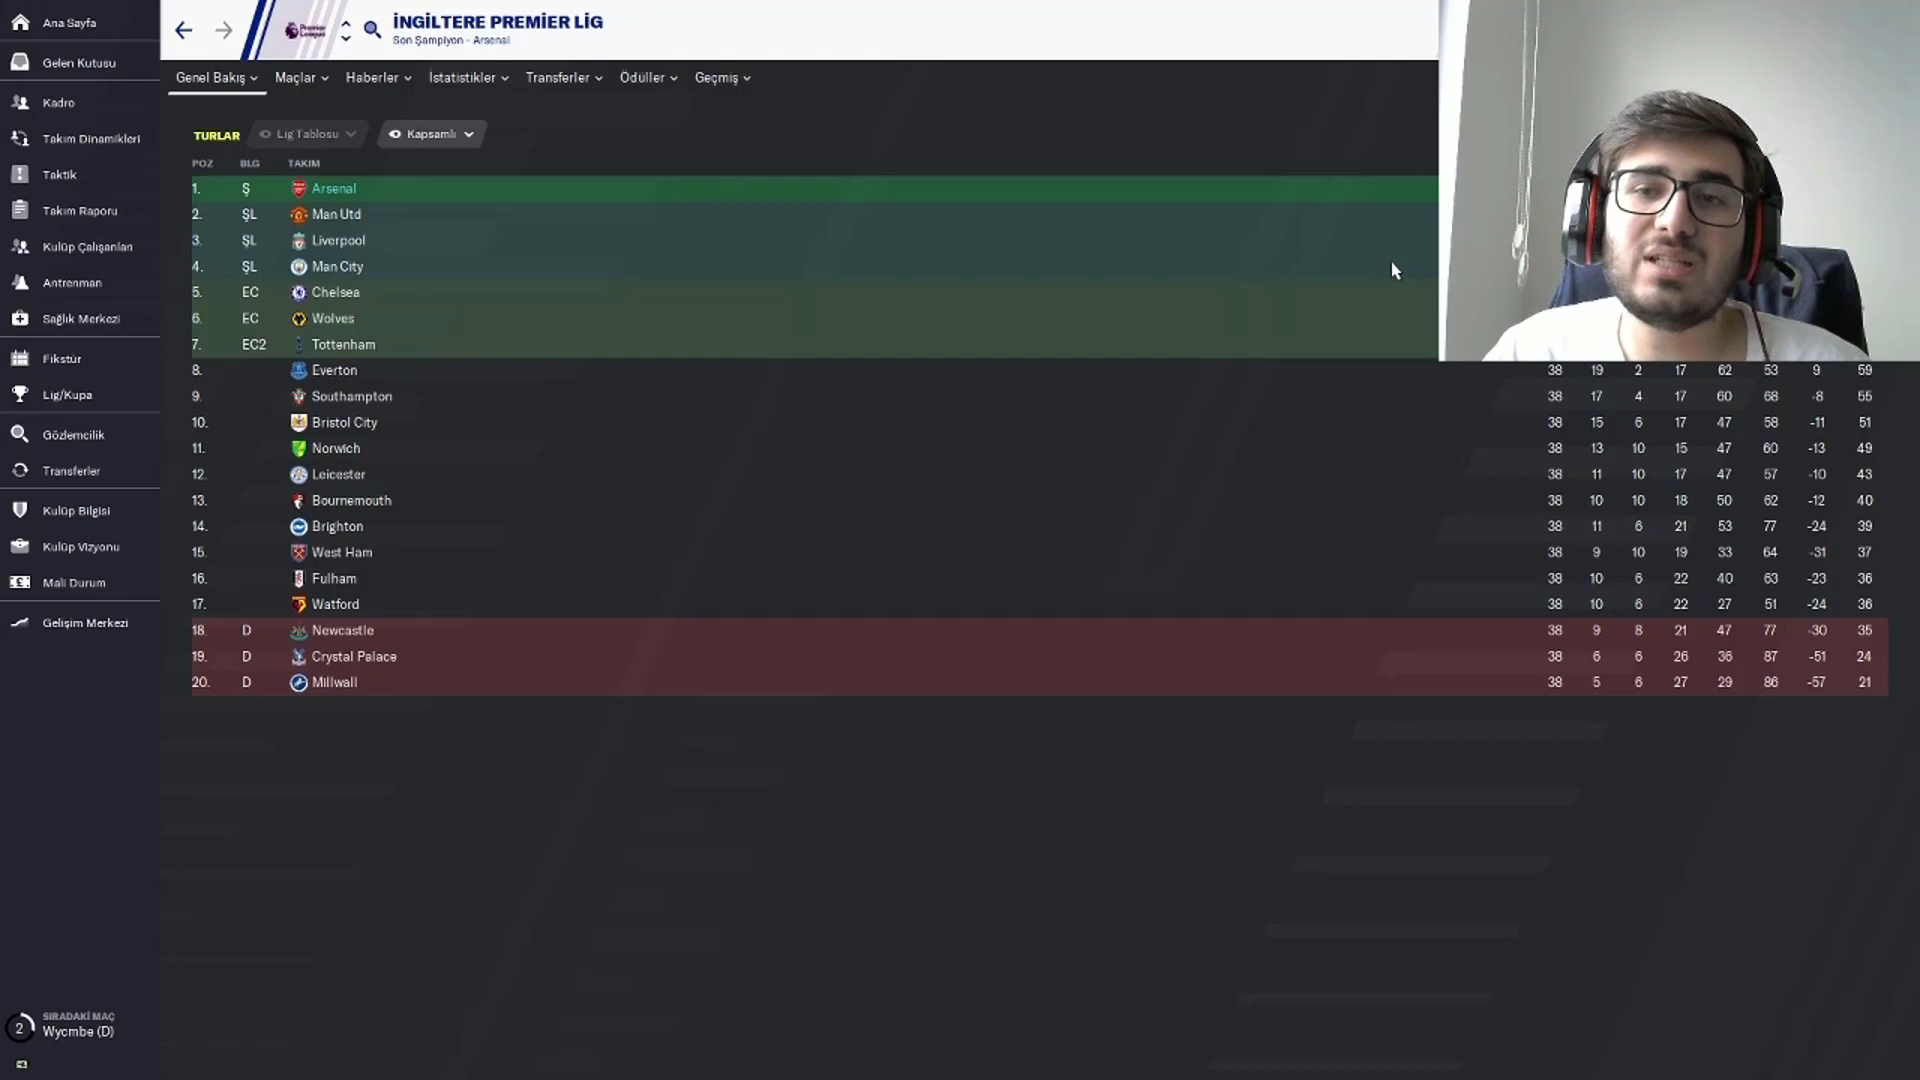 Ana Sayfa
Gelen Kutusu
Kadro
Takım Dinamikleri
Taktik
Takım Raporu
Kulüp Çalışanları
Antrenman
Sağlık Merkezi
Fikstür
Lig/Kupa
Gözlemcilik
Transferler
Kulüp Bilgisi
Kulüp Vizyonu
Mali Durum
Gelişim Merkezi
2
SIRADAKİ MAÇ
Wycmbe (D)
Premier League
İNGİLTERE PREMİER LİG
Son Şampiyon - Arsenal
Genel Bakış Maçlar Haberler İstatistikler Transferler Ödüller Geçmiş
TURLAR Lig Tablosu Kapsamlı
POZ BLG TAKIM
1. Ş Arsenal
2. ŞL Man Utd
3. ŞL Liverpool
4. ŞL Man City
5. EC Chelsea
6. EC Wolves
7. EC2 Tottenham
8. Everton 38 19 2 17 62 53 9 59
9. Southampton 38 17 4 17 60 68 -8 55
10. Bristol City 38 15 6 17 47 58 -11 51
11. Norwich 38 13 10 15 47 60 -13 49
12. Leicester 38 11 10 17 47 57 -10 43
13. Bournemouth 38 10 10 18 50 62 -12 40
14. Brighton 38 11 6 21 53 77 -24 39
15. West Ham 38 9 10 19 33 64 -31 37
16. Fulham 38 10 6 22 40 63 -23 36
17. Watford 38 10 6 22 27 51 -24 36
18. D Newcastle 38 9 8 21 47 77 -30 35
19. D Crystal Palace 38 6 6 26 36 87 -51 24
20. D Millwall 38 5 6 27 29 86 -57 21